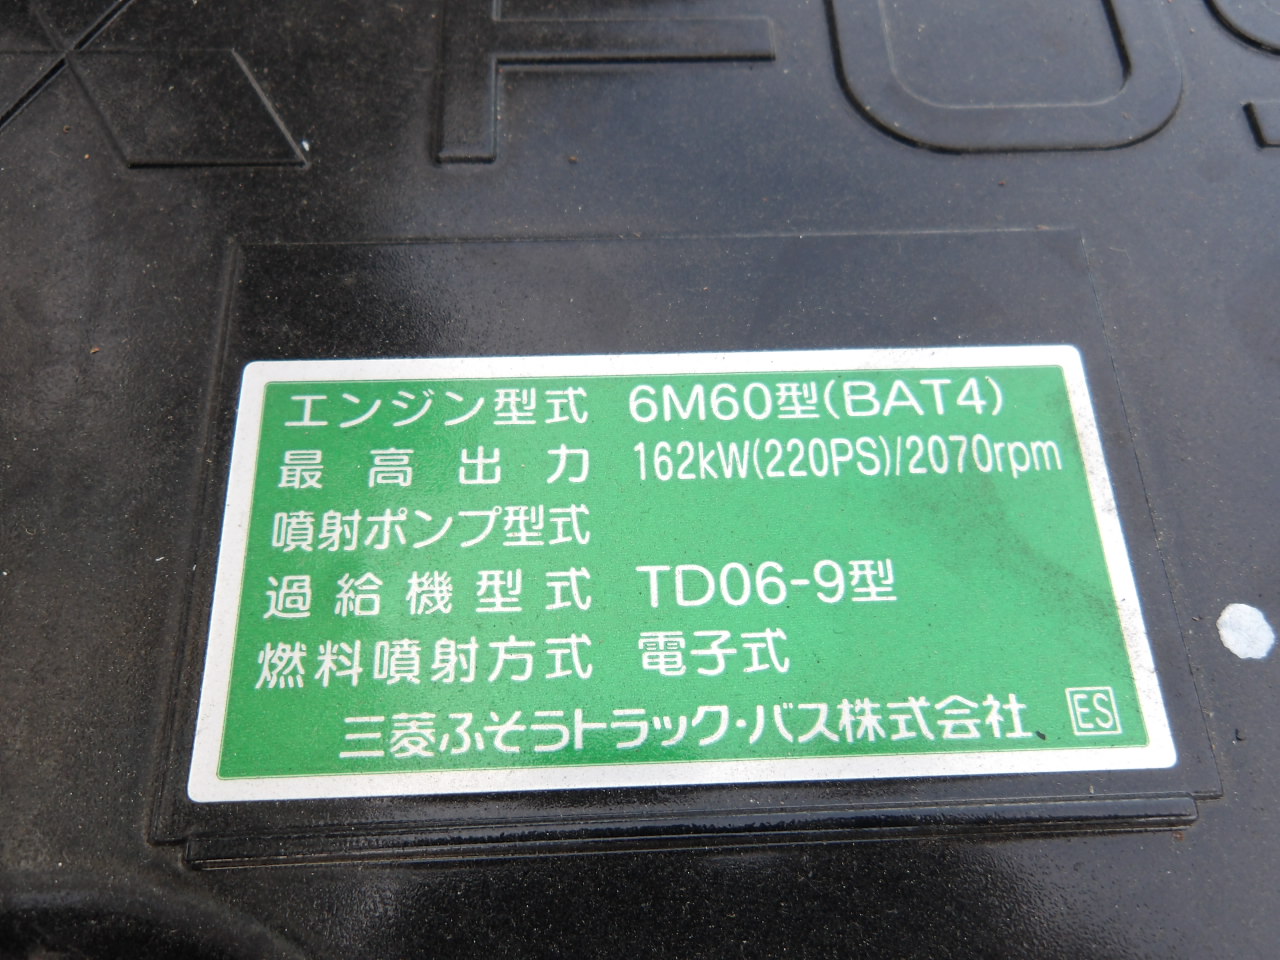 エンジン型式 6M60型(BAT4)
最高出力 162kW(220PS)/2070rpm
噴射ポンプ型式
過給機型式 TD06-9型
燃料噴射方式 電子式
三菱ふそうトラック・バス株式会社 ES